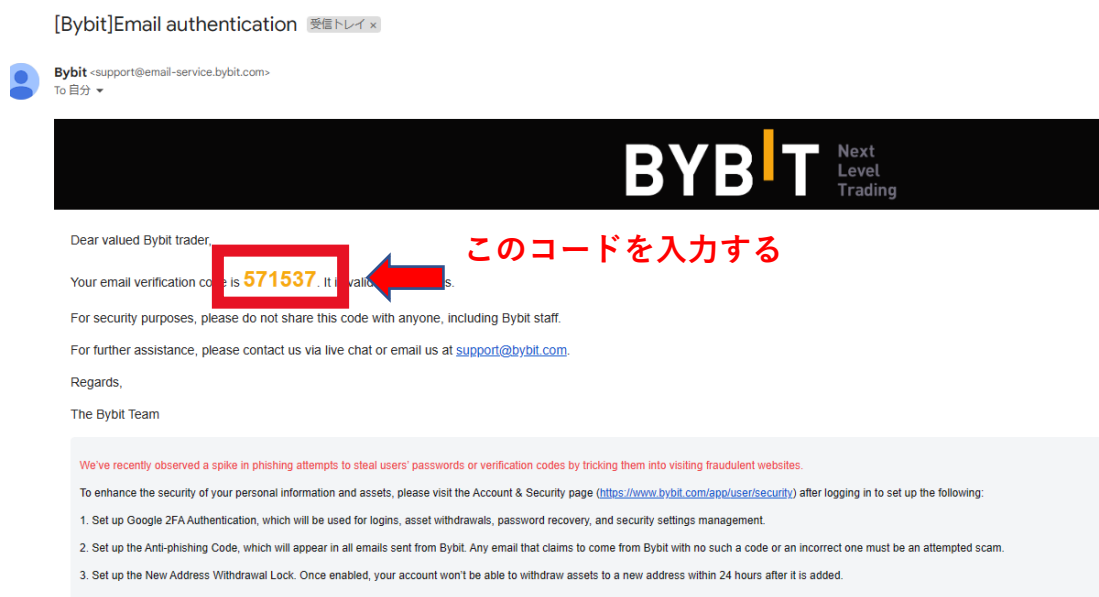 [Bybit]Email authentication 受信トレイ ×
Bybit <support@email-service.bybit.com>
To 自分
BYBIT Next
Level
Trading
Dear valued Bybit trader,
このコードを入力する
Your email verification code is 571537. It i valid s.
For security purposes, please do not share this code with anyone, including Bybit staff.
For further assistance, please contact us via live chat or email us at support@bybit.com.
Regards,
The Bybit Team
We've recently observed a spike in phishing attempts to steal users' passwords or verification codes by tricking them into visiting fraudulent websites.
To enhance the security of your personal information and assets, please visit the Account & Security page (https://www.bybit.com/app/user/security) after logging in to set up the following:
1. Set up Google 2FA Authentication, which will be used for logins, asset withdrawals, password recovery, and security settings management.
2. Set up the Anti-phishing Code, which will appear in all emails sent from Bybit. Any email that claims to come from Bybit with no such a code or an incorrect one must be an attempted scam.
3. Set up the New Address Withdrawal Lock. Once enabled, your account won't be able to withdraw assets to a new address within 24 hours after it is added.